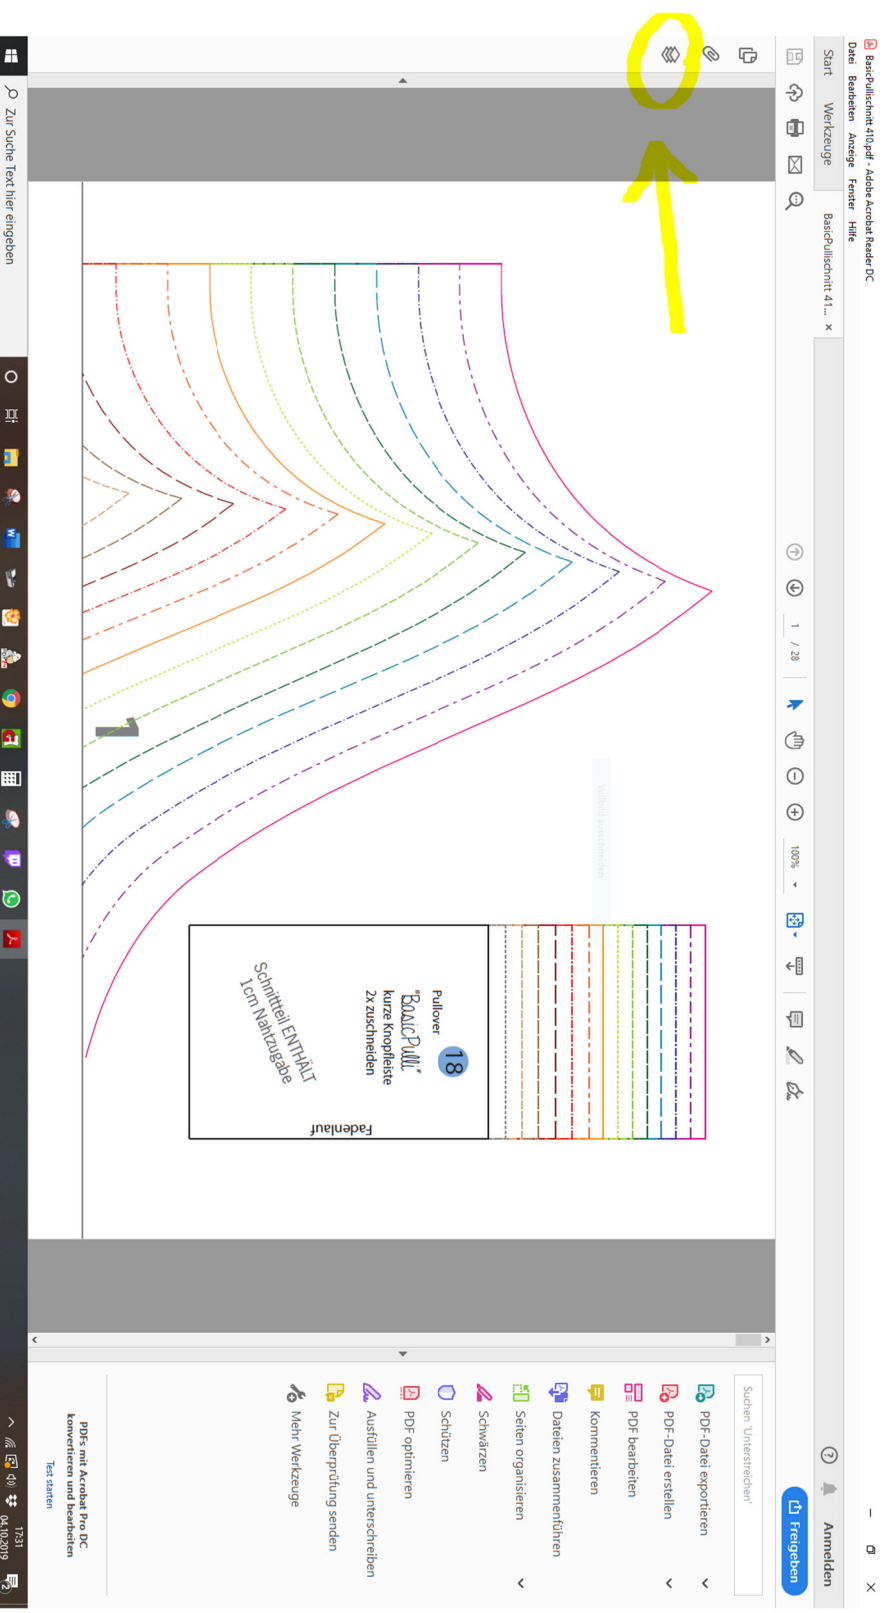 BasicPullischnitt 410.pdf - Adobe Acrobat Reader DC
Datei Bearbeiten Anzeige Fenster Hilfe
Start Werkzeuge BasicPullischnitt 41... × Anmelden
1 / 28 100% Freigeben
Suchen 'Unterstreichen'
PDF-Datei exportieren
PDF-Datei erstellen
PDF bearbeiten
Kommentieren
Dateien zusammenführen
Seiten organisieren
Schwärzen
Schützen
PDF optimieren
Ausfüllen und unterschreiben
Zur Überprüfung senden
Mehr Werkzeuge
PDFs mit Acrobat Pro DC
konvertieren und bearbeiten
Test starten
1
Pullover
18
"BasicPulli"
kurze Knopfleiste
2x zuschneiden
Schnittteil ENTHÄLT
1cm Nahtzugabe
Fadenlauf
Zur Suche Text hier eingeben
17:31
04.10.2019
2